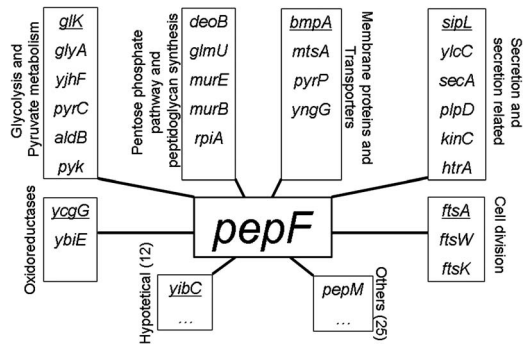 Glycolysis and
Pyruvate metabolism
glK
glyA
yjhF
pyrC
aldB
pyk
Pentose phosphate
pathway and
peptidoglycan synthesis
deoB
glmU
murE
murB
rpiA
bmpA
mtsA
pyrP
yngG
Membrane proteins and
Transporters
sipL
ylcC
secA
plpD
kinC
htrA
Secretion and
secretion related
Oxidoreductases
ycgG
ybiE
pepF
ftsA
ftsW
ftsK
Cell division
Hypotetical (12)
yibC
...
pepM
...
Others (25)